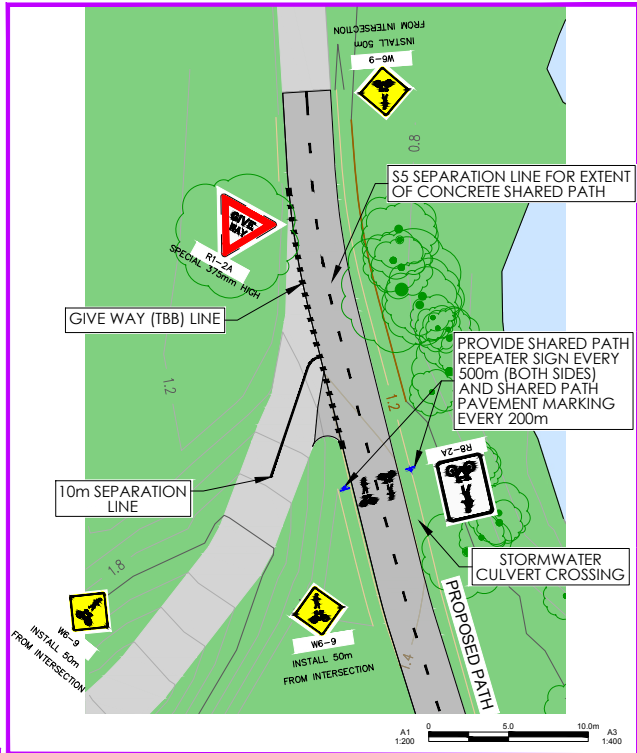 FROM INTERSECTION
INSTALL 50m
W6-9
0.8
S5 SEPARATION LINE FOR EXTENT
OF CONCRETE SHARED PATH
GIVE
WAY
R1-2A
SPECIAL 375mm HIGH
GIVE WAY (TBB) LINE
PROVIDE SHARED PATH
REPEATER SIGN EVERY
500m (BOTH SIDES)
AND SHARED PATH
PAVEMENT MARKING
EVERY 200m
1.2
1.2
R8-2A
10m SEPARATION
LINE
STORMWATER
CULVERT CROSSING
1.8
PROPOSED PATH
W6-9
INSTALL 50m
FROM INTERSECTION
W6-9
INSTALL 50m
FROM INTERSECTION
1.4
A1 0 5.0 10.0m A3
1:200 1:400